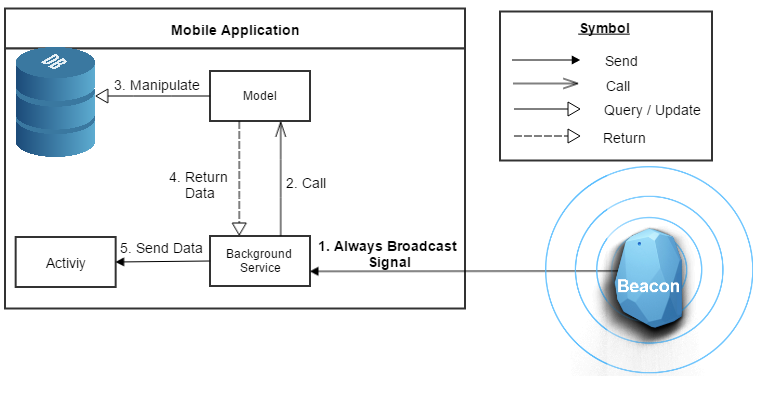 Mobile Application
DB
3. Manipulate
Model
4. Return
Data
2. Call
5. Send Data
Activiy
Background
Service
1. Always Broadcast
Signal
Beacon
Symbol
Send
Call
Query / Update
Return